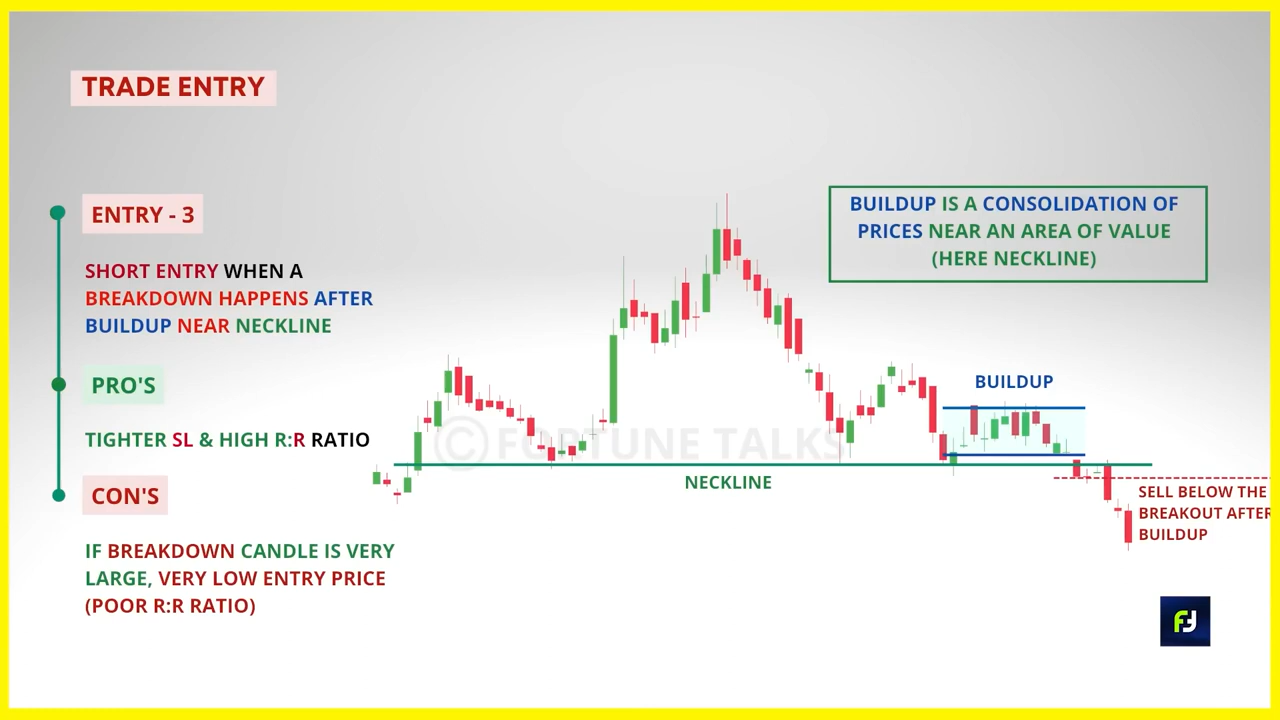 TRADE ENTRY
ENTRY - 3
SHORT ENTRY WHEN A
BREAKDOWN HAPPENS AFTER
BUILDUP NEAR NECKLINE
PRO'S
TIGHTER SL & HIGH R:R RATIO
CON'S
IF BREAKDOWN CANDLE IS VERY
LARGE, VERY LOW ENTRY PRICE
(POOR R:R RATIO)
BUILDUP IS A CONSOLIDATION OF
PRICES NEAR AN AREA OF VALUE
(HERE NECKLINE)
BUILDUP
© FORTUNE TALKS
NECKLINE
SELL BELOW THE
BREAKOUT AFTER
BUILDUP